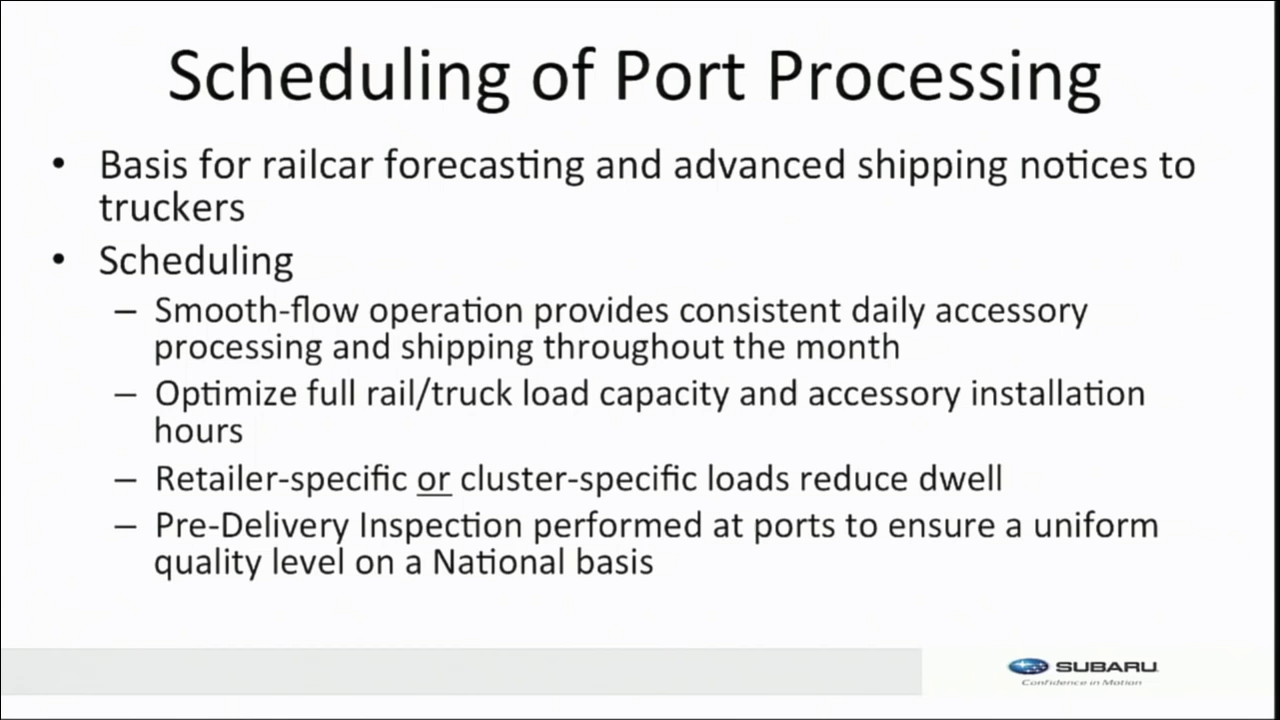 Scheduling of Port Processing
• Basis for railcar forecasting and advanced shipping notices to
truckers
• Scheduling
– Smooth-flow operation provides consistent daily accessory
processing and shipping throughout the month
– Optimize full rail/truck load capacity and accessory installation
hours
– Retailer-specific or cluster-specific loads reduce dwell
– Pre-Delivery Inspection performed at ports to ensure a uniform
quality level on a National basis
SUBARU
Confidence in Motion